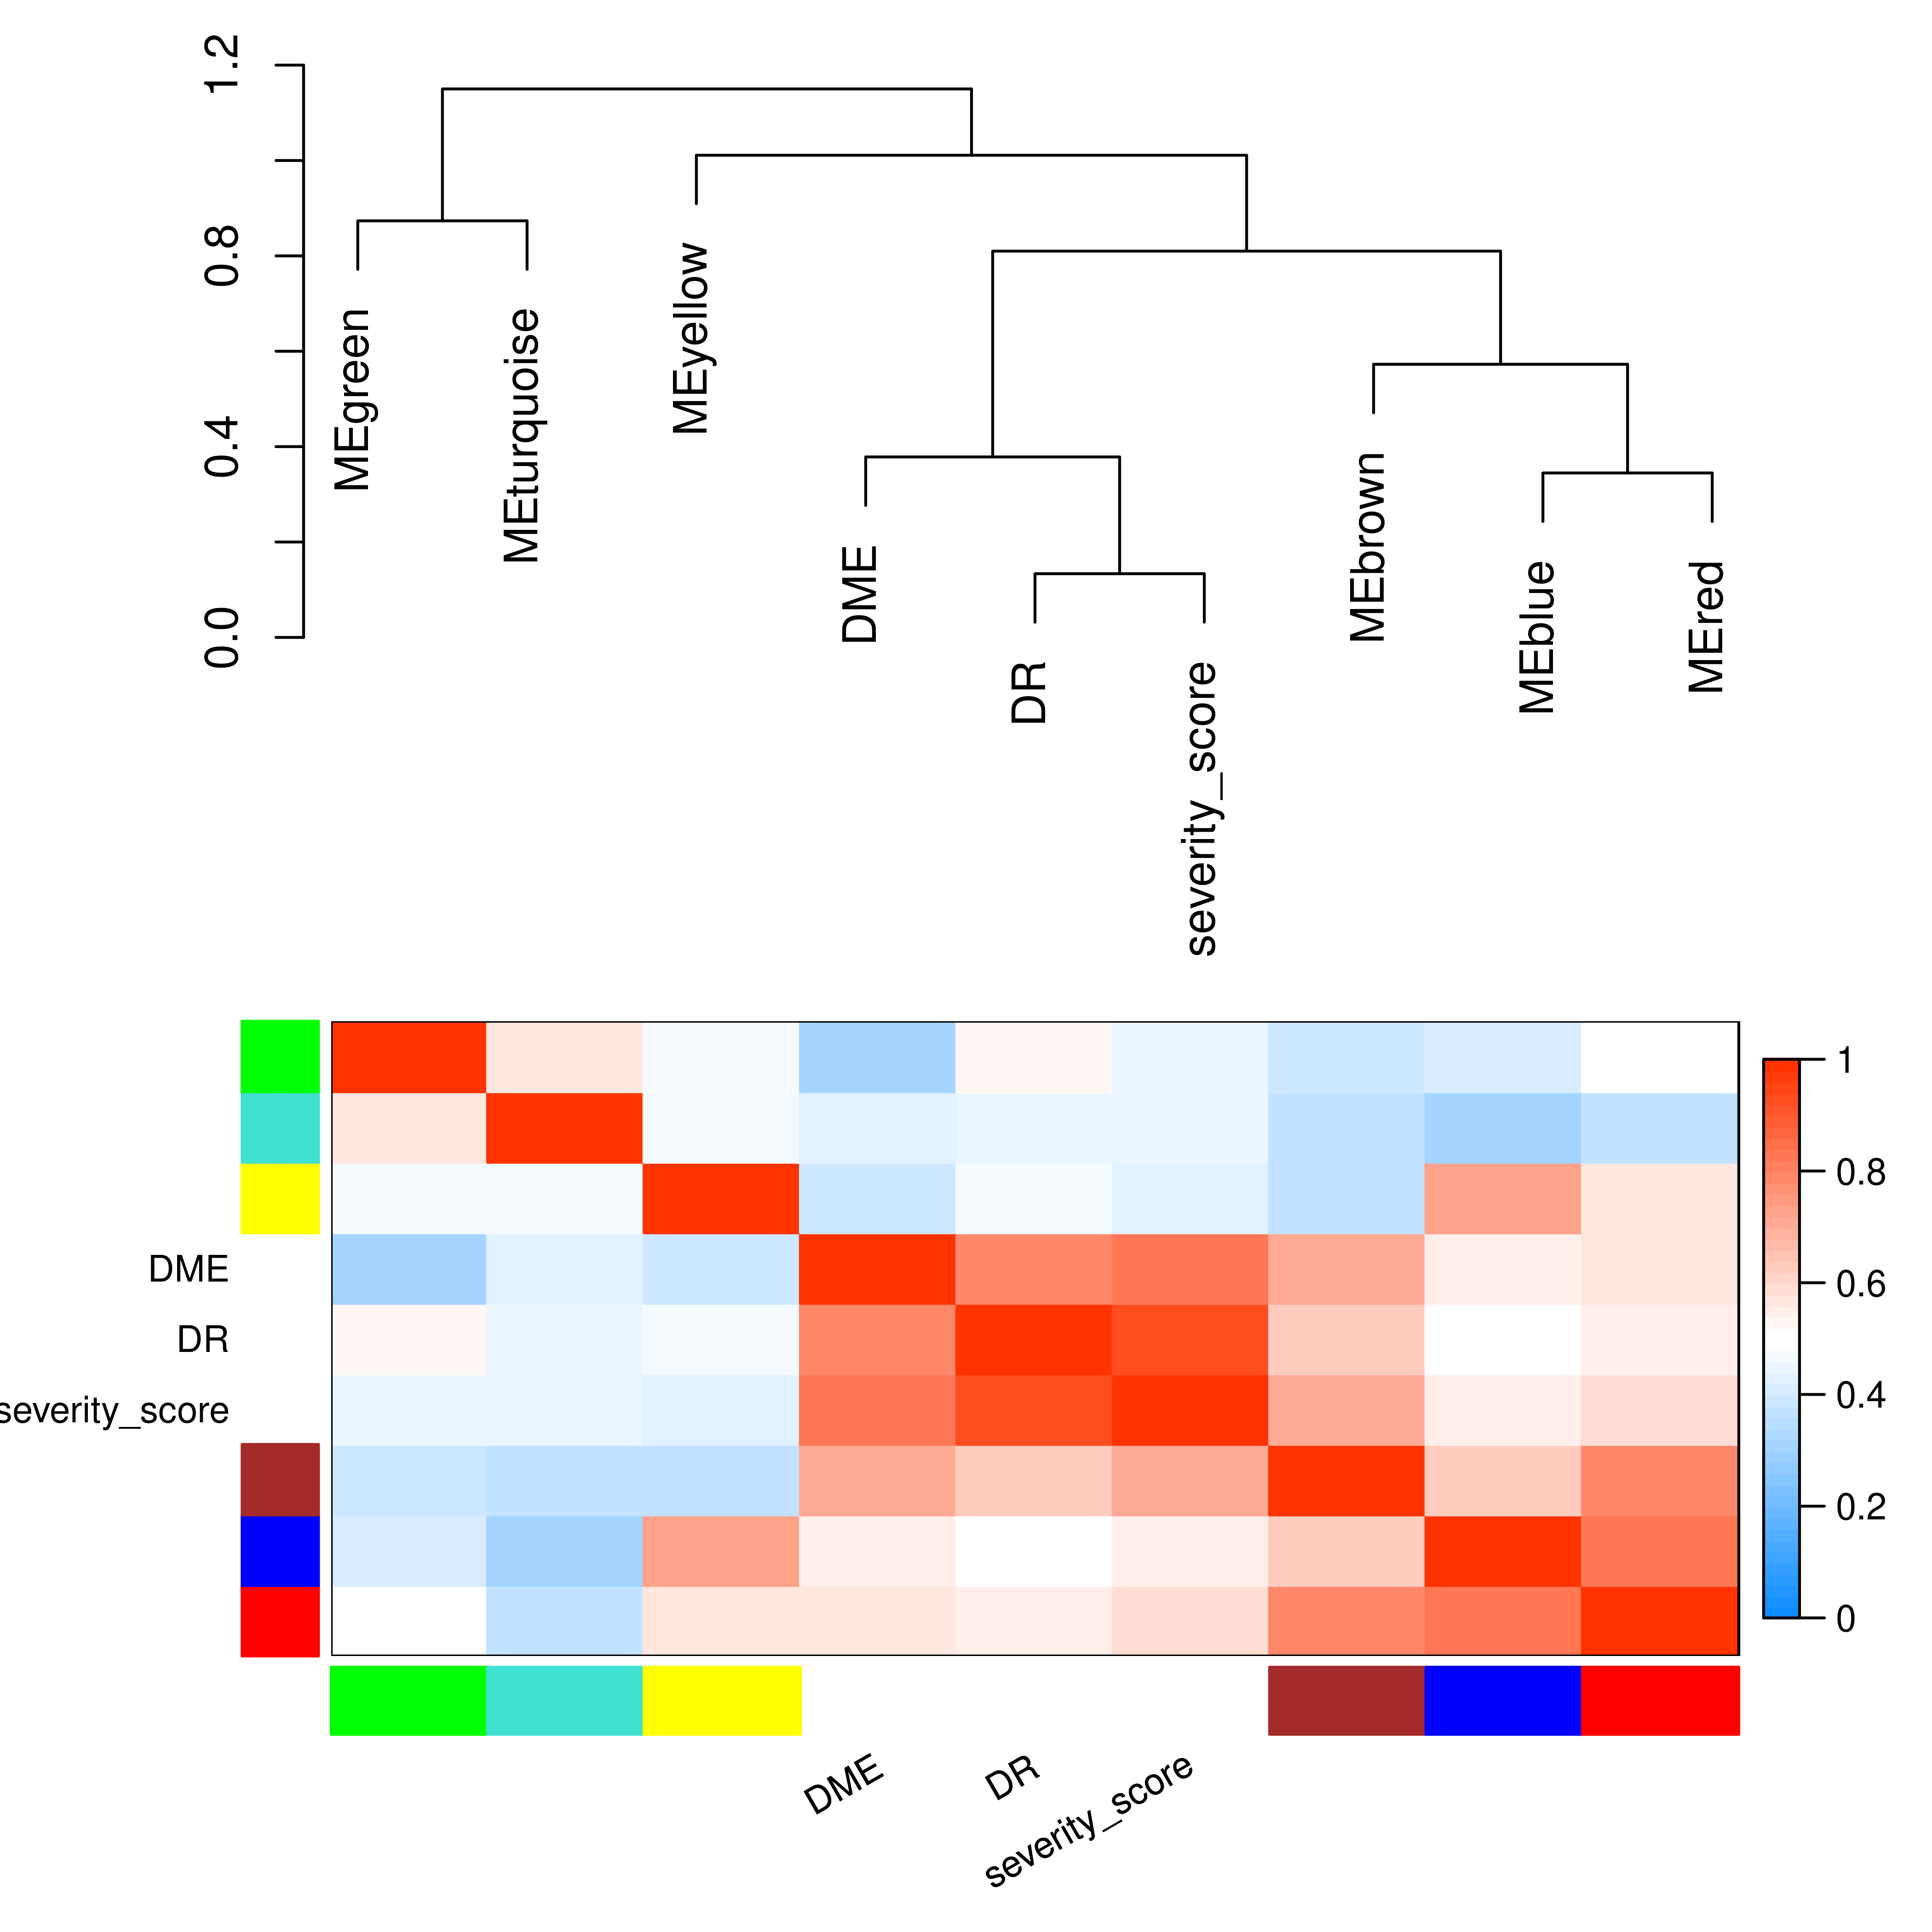 1.2
0.8
0.4
0.0
MEgreen
MEturquoise
MEyellow
DME
DR
severity_score
MEbrown
MEblue
MEred
DME
DR
severity_score
1
0.8
0.6
0.4
0.2
0
DME
DR
severity_score